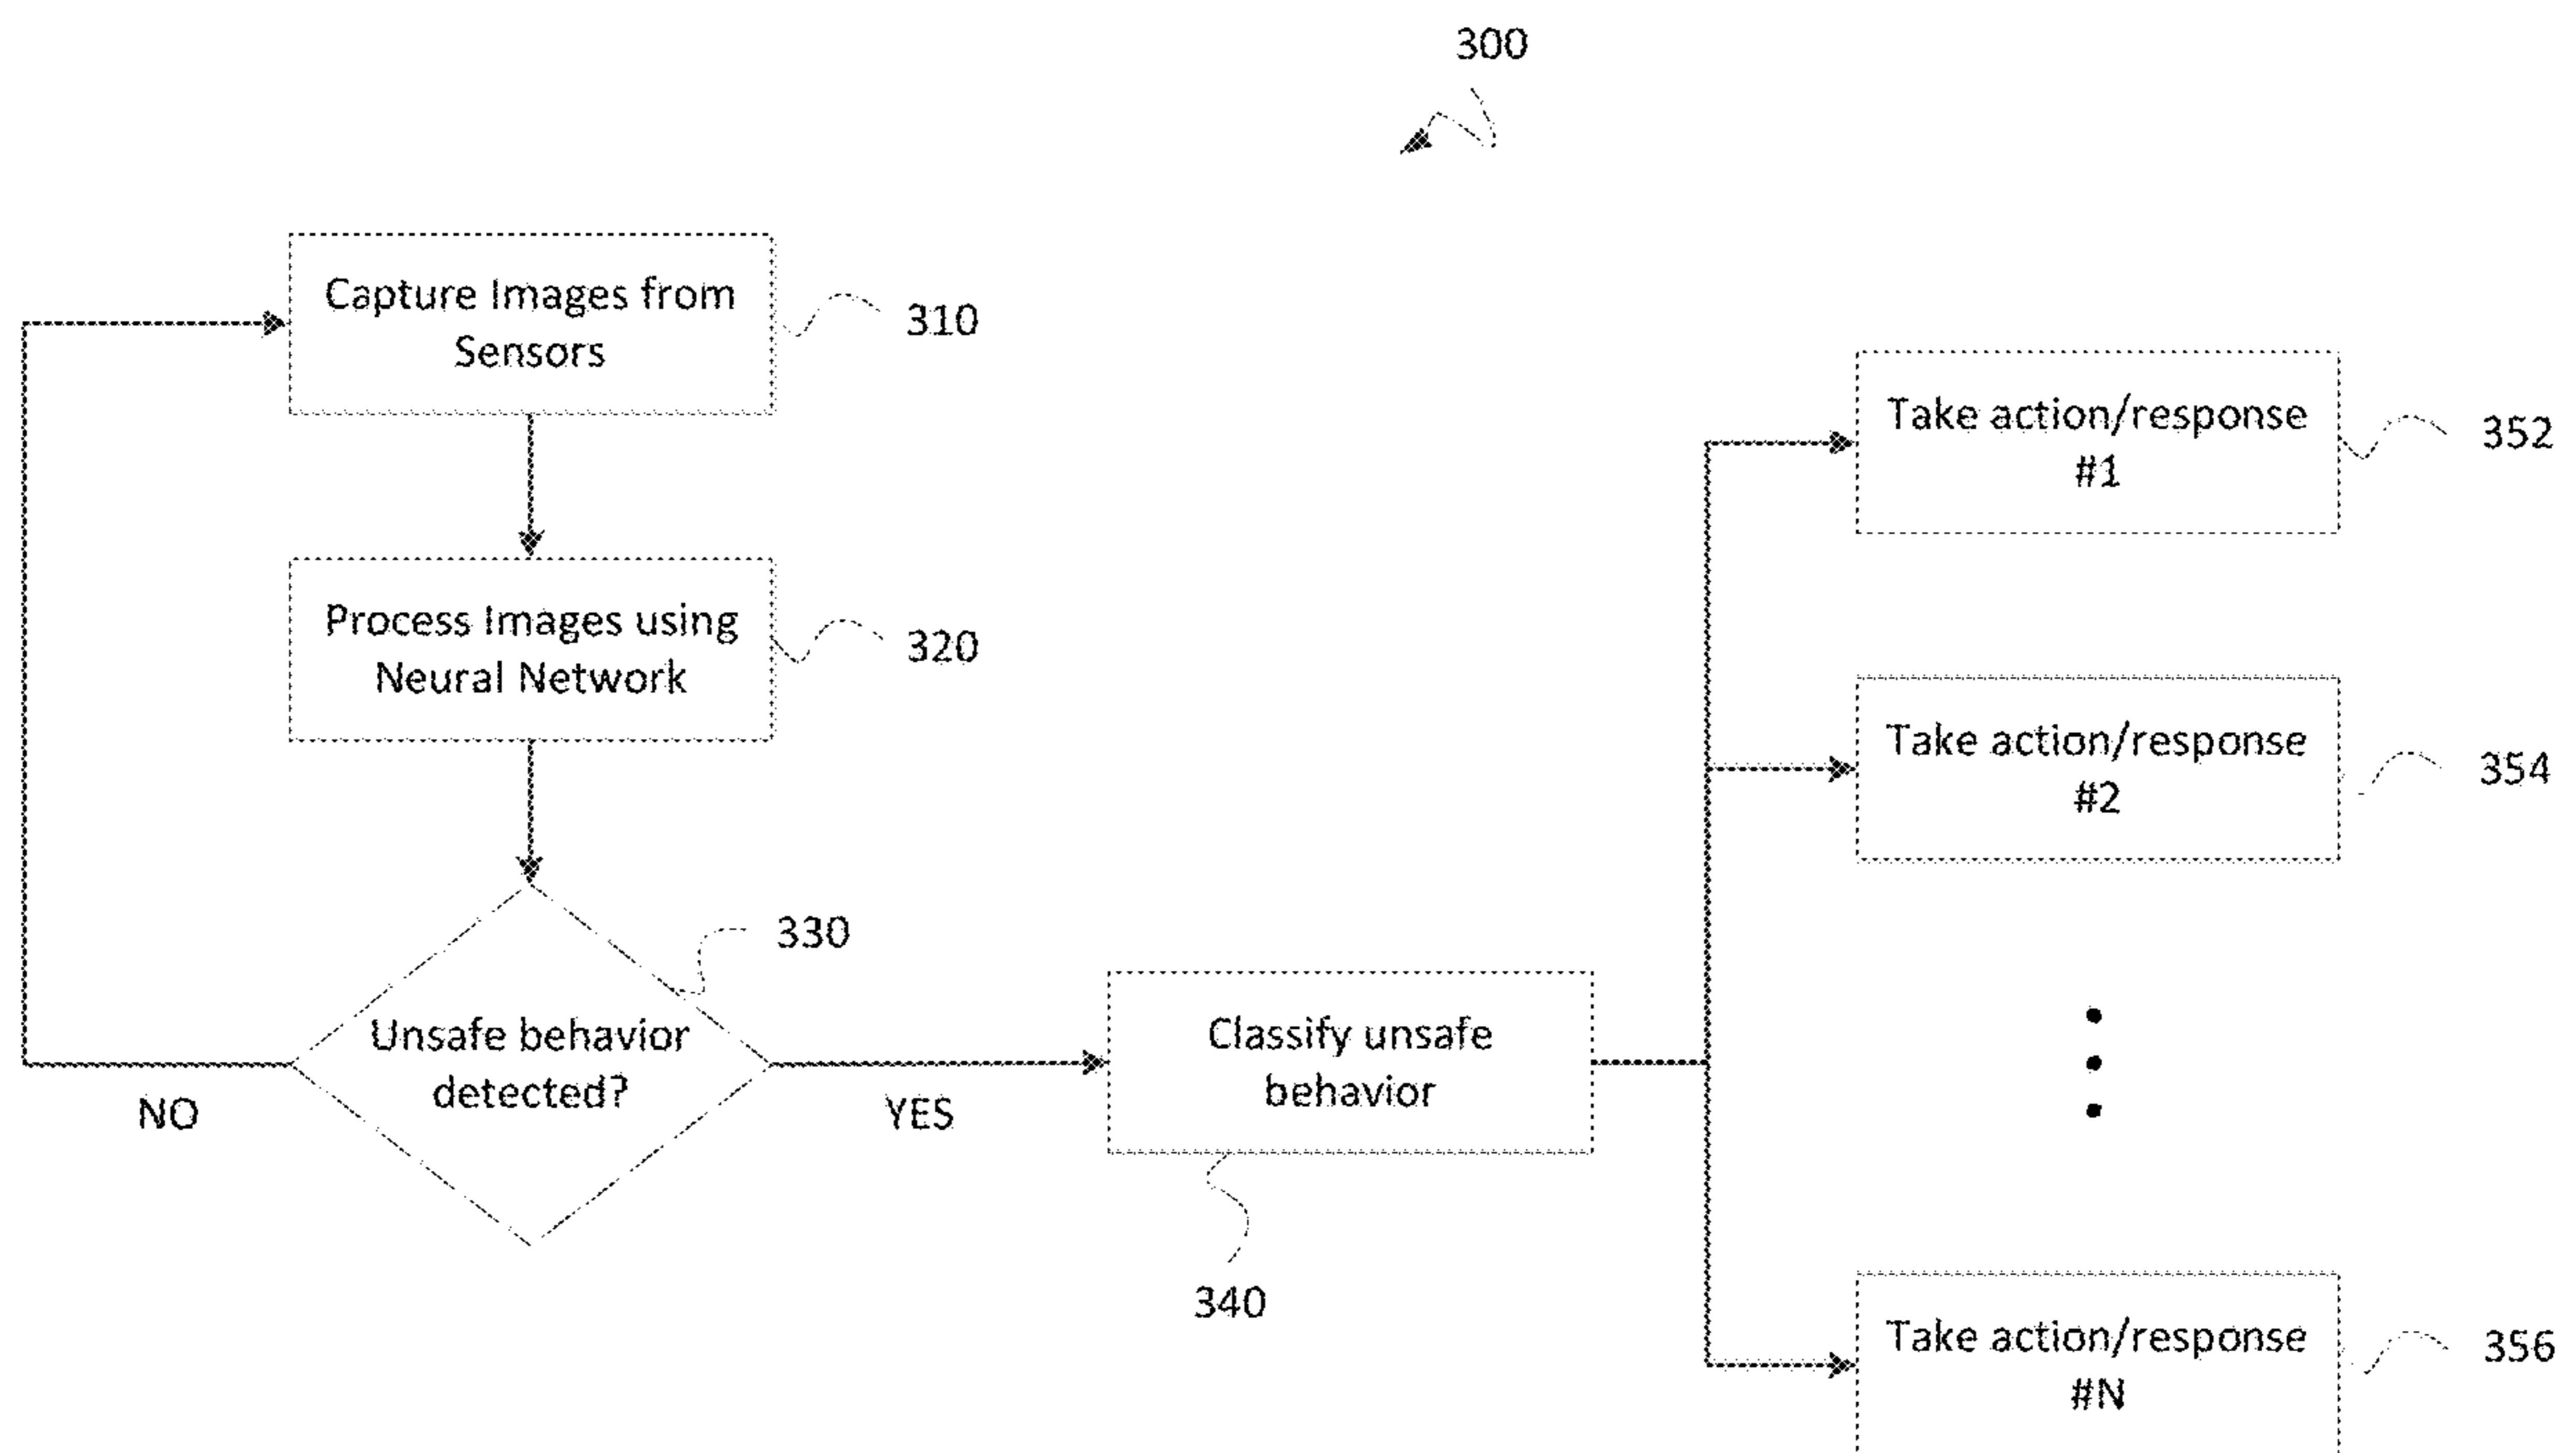 300
Capture Images from
Sensors
310
Process Images using
Neural Network
320
330
Unsafe behavior
detected?
NO
YES
Classify unsafe
behavior
340
Take action/response
#1
352
Take action/response
#2
354
Take action/response
#N
356